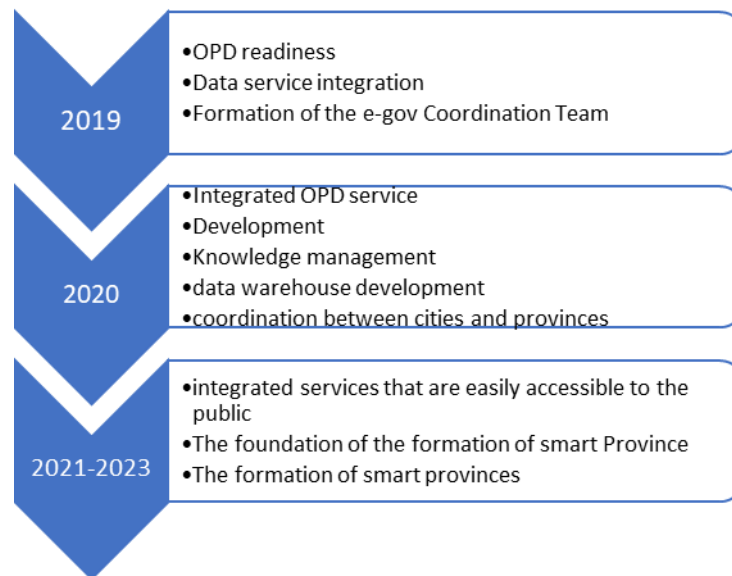 2019
•OPD readiness
•Data service integration
•Formation of the e-gov Coordination Team
2020
•Integrated OPD service
•Development
•Knowledge management
•data warehouse development
•coordination between cities and provinces
2021-2023
•integrated services that are easily accessible to the
public
•The foundation of the formation of smart Province
•The formation of smart provinces